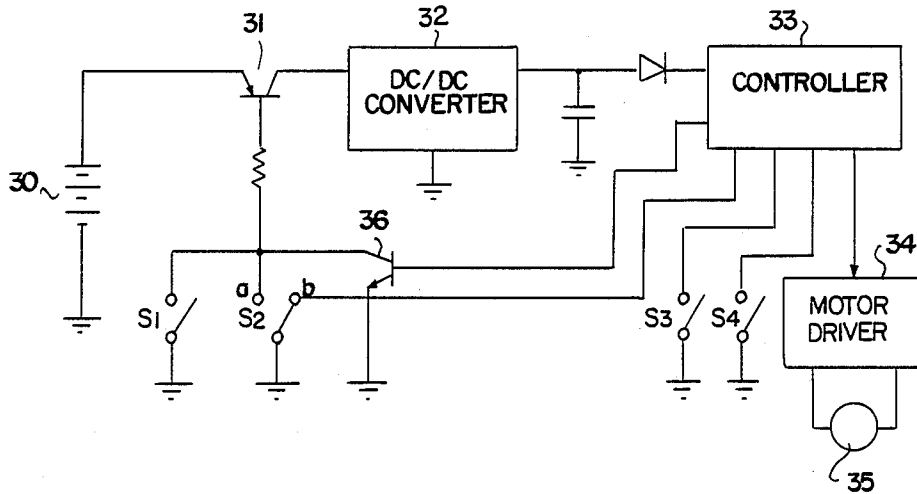 31
32
33
DC/DC
CONVERTER
CONTROLLER
30
36
34
a
b
S1
S2
S3
S4
MOTOR
DRIVER
35